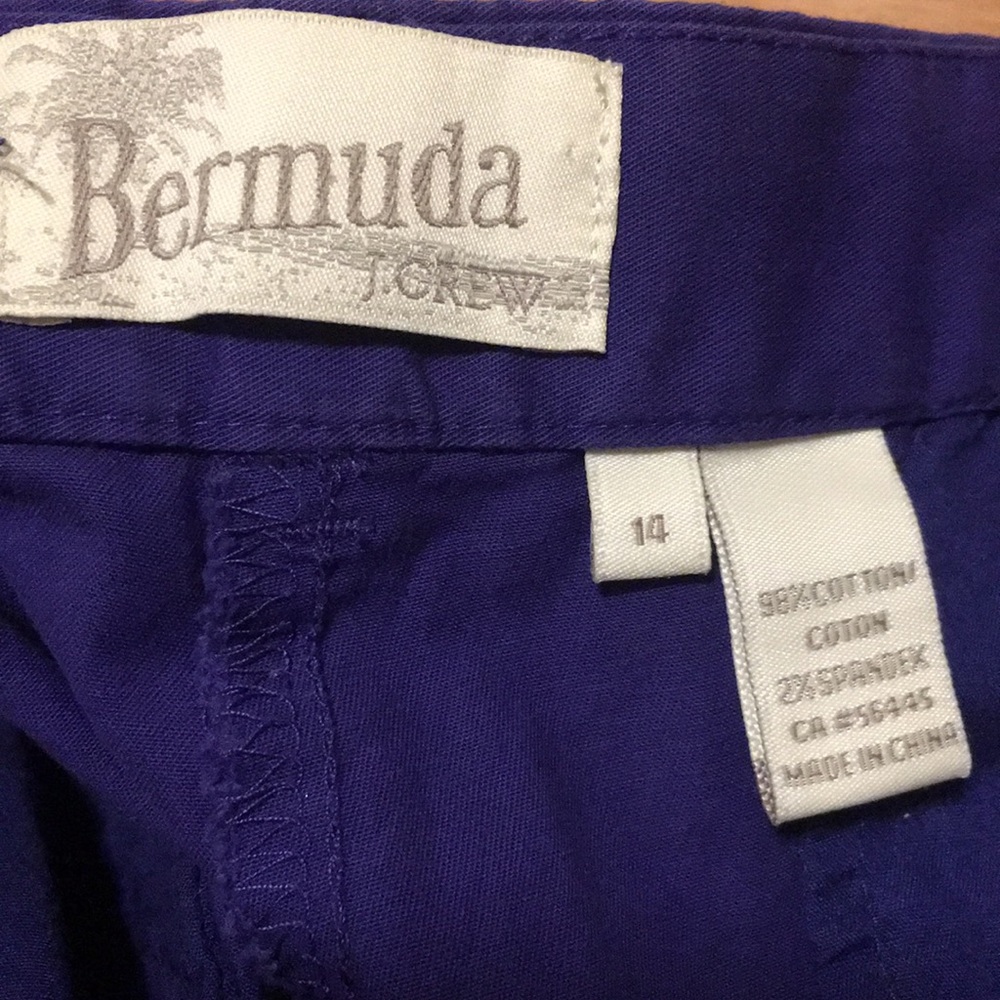 Bermuda
J.CREW
14
98%COTTON/
COTON
2%SPANDEX
CA #56445
MADE IN CHINA